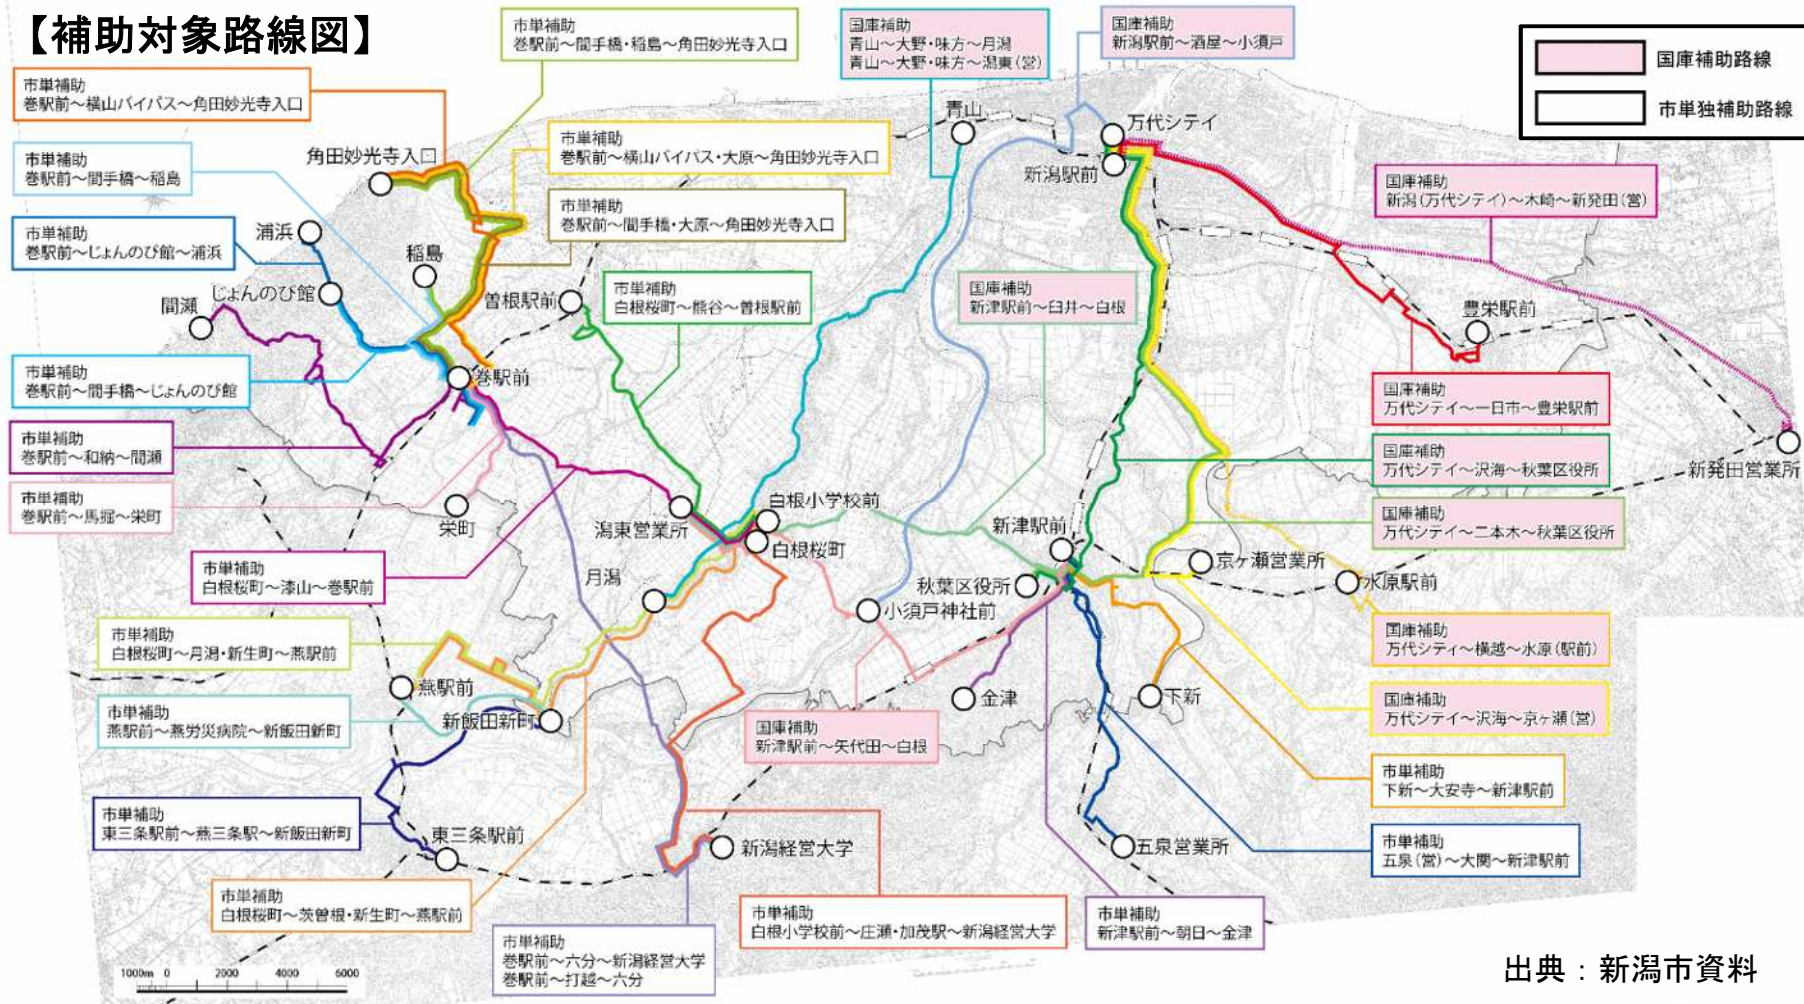 【補助対象路線図】
市単補助
巻駅前～間手橋・稲島～角田妙光寺入口
国庫補助
青山～大野・味方～月潟
青山～大野・味方～潟東(営)
国庫補助
新潟駅前～酒屋～小須戸
国庫補助路線
市単独補助路線
市単補助
巻駅前～横山バイパス～角田妙光寺入口
市単補助
巻駅前～横山バイパス・大原～角田妙光寺入口
市単補助
巻駅前～間手橋～稲島
市単補助
巻駅前～間手橋・大原～角田妙光寺入口
国庫補助
新潟(万代シテイ)～木崎～新発田(営)
市単補助
巻駅前～じょんのび館～浦浜
市単補助
白根桜町～熊谷～曽根駅前
国庫補助
新津駅前～臼井～白根
市単補助
巻駅前～間手橋～じょんのび館
国庫補助
万代シテイ～一日市～豊栄駅前
市単補助
巻駅前～和納～間瀬
国庫補助
万代シテイ～沢海～秋葉区役所
市単補助
巻駅前～馬堀～栄町
国庫補助
万代シテイ～二本木～秋葉区役所
市単補助
白根桜町～漆山～巻駅前
市単補助
白根桜町～月潟・新生町～燕駅前
国庫補助
万代シティ～横越～水原(駅前)
市単補助
燕駅前～燕労災病院～新飯田新町
国庫補助
新津駅前～矢代田～白根
国庫補助
万代シテイ～沢海～京ヶ瀬(営)
市単補助
下新～大安寺～新津駅前
市単補助
東三条駅前～燕三条駅～新飯田新町
市単補助
五泉(営)～大関～新津駅前
市単補助
白根桜町～茨曽根・新生町～燕駅前
市単補助
白根小学校前～庄瀬・加茂駅～新潟経営大学
市単補助
新津駅前～朝日～金津
市単補助
巻駅前～六分～新潟経営大学
巻駅前～打越～六分
青山
万代シテイ
新潟駅前
角田妙光寺入口
浦浜
稲島
じょんのび館
間瀬
曽根駅前
巻駅前
豊栄駅前
新発田営業所
栄町
潟東営業所
白根小学校前
白根桜町
新津駅前
京ヶ瀬営業所
水原駅前
月潟
秋葉区役所
小須戸神社前
燕駅前
新飯田新町
金津
下新
東三条駅前
新潟経営大学
五泉営業所
1000m 0 2000 4000 6000
出典：新潟市資料